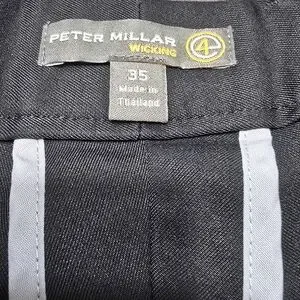 PETER MILLAR
WICKING
4
35
Made in
Thailand